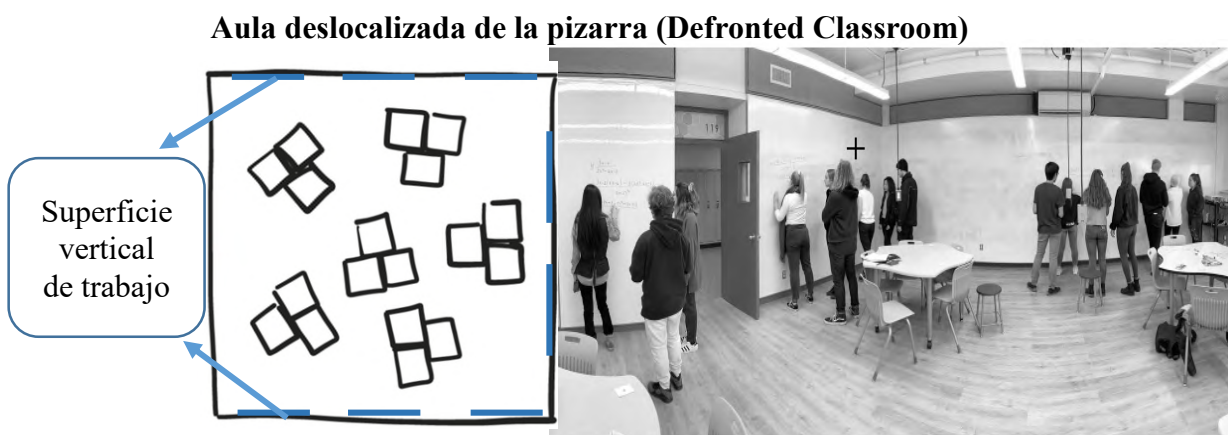 Aula deslocalizada de la pizarra (Defronted Classroom)
Superficie
vertical
de trabajo
119